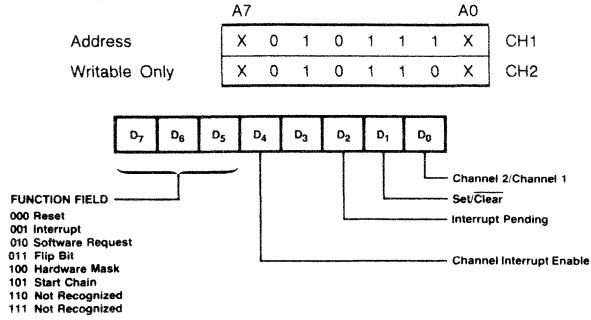 A7 A0
Address X 0 1 0 1 1 1 X CH1
Writable Only X 0 1 0 1 1 0 X CH2
D7 D6 D5 D4 D3 D2 D1 D0
Channel 2/Channel 1
Set/Clear
Interrupt Pending
Channel Interrupt Enable
FUNCTION FIELD
000 Reset
001 Interrupt
010 Software Request
011 Flip Bit
100 Hardware Mask
101 Start Chain
110 Not Recognized
111 Not Recognized